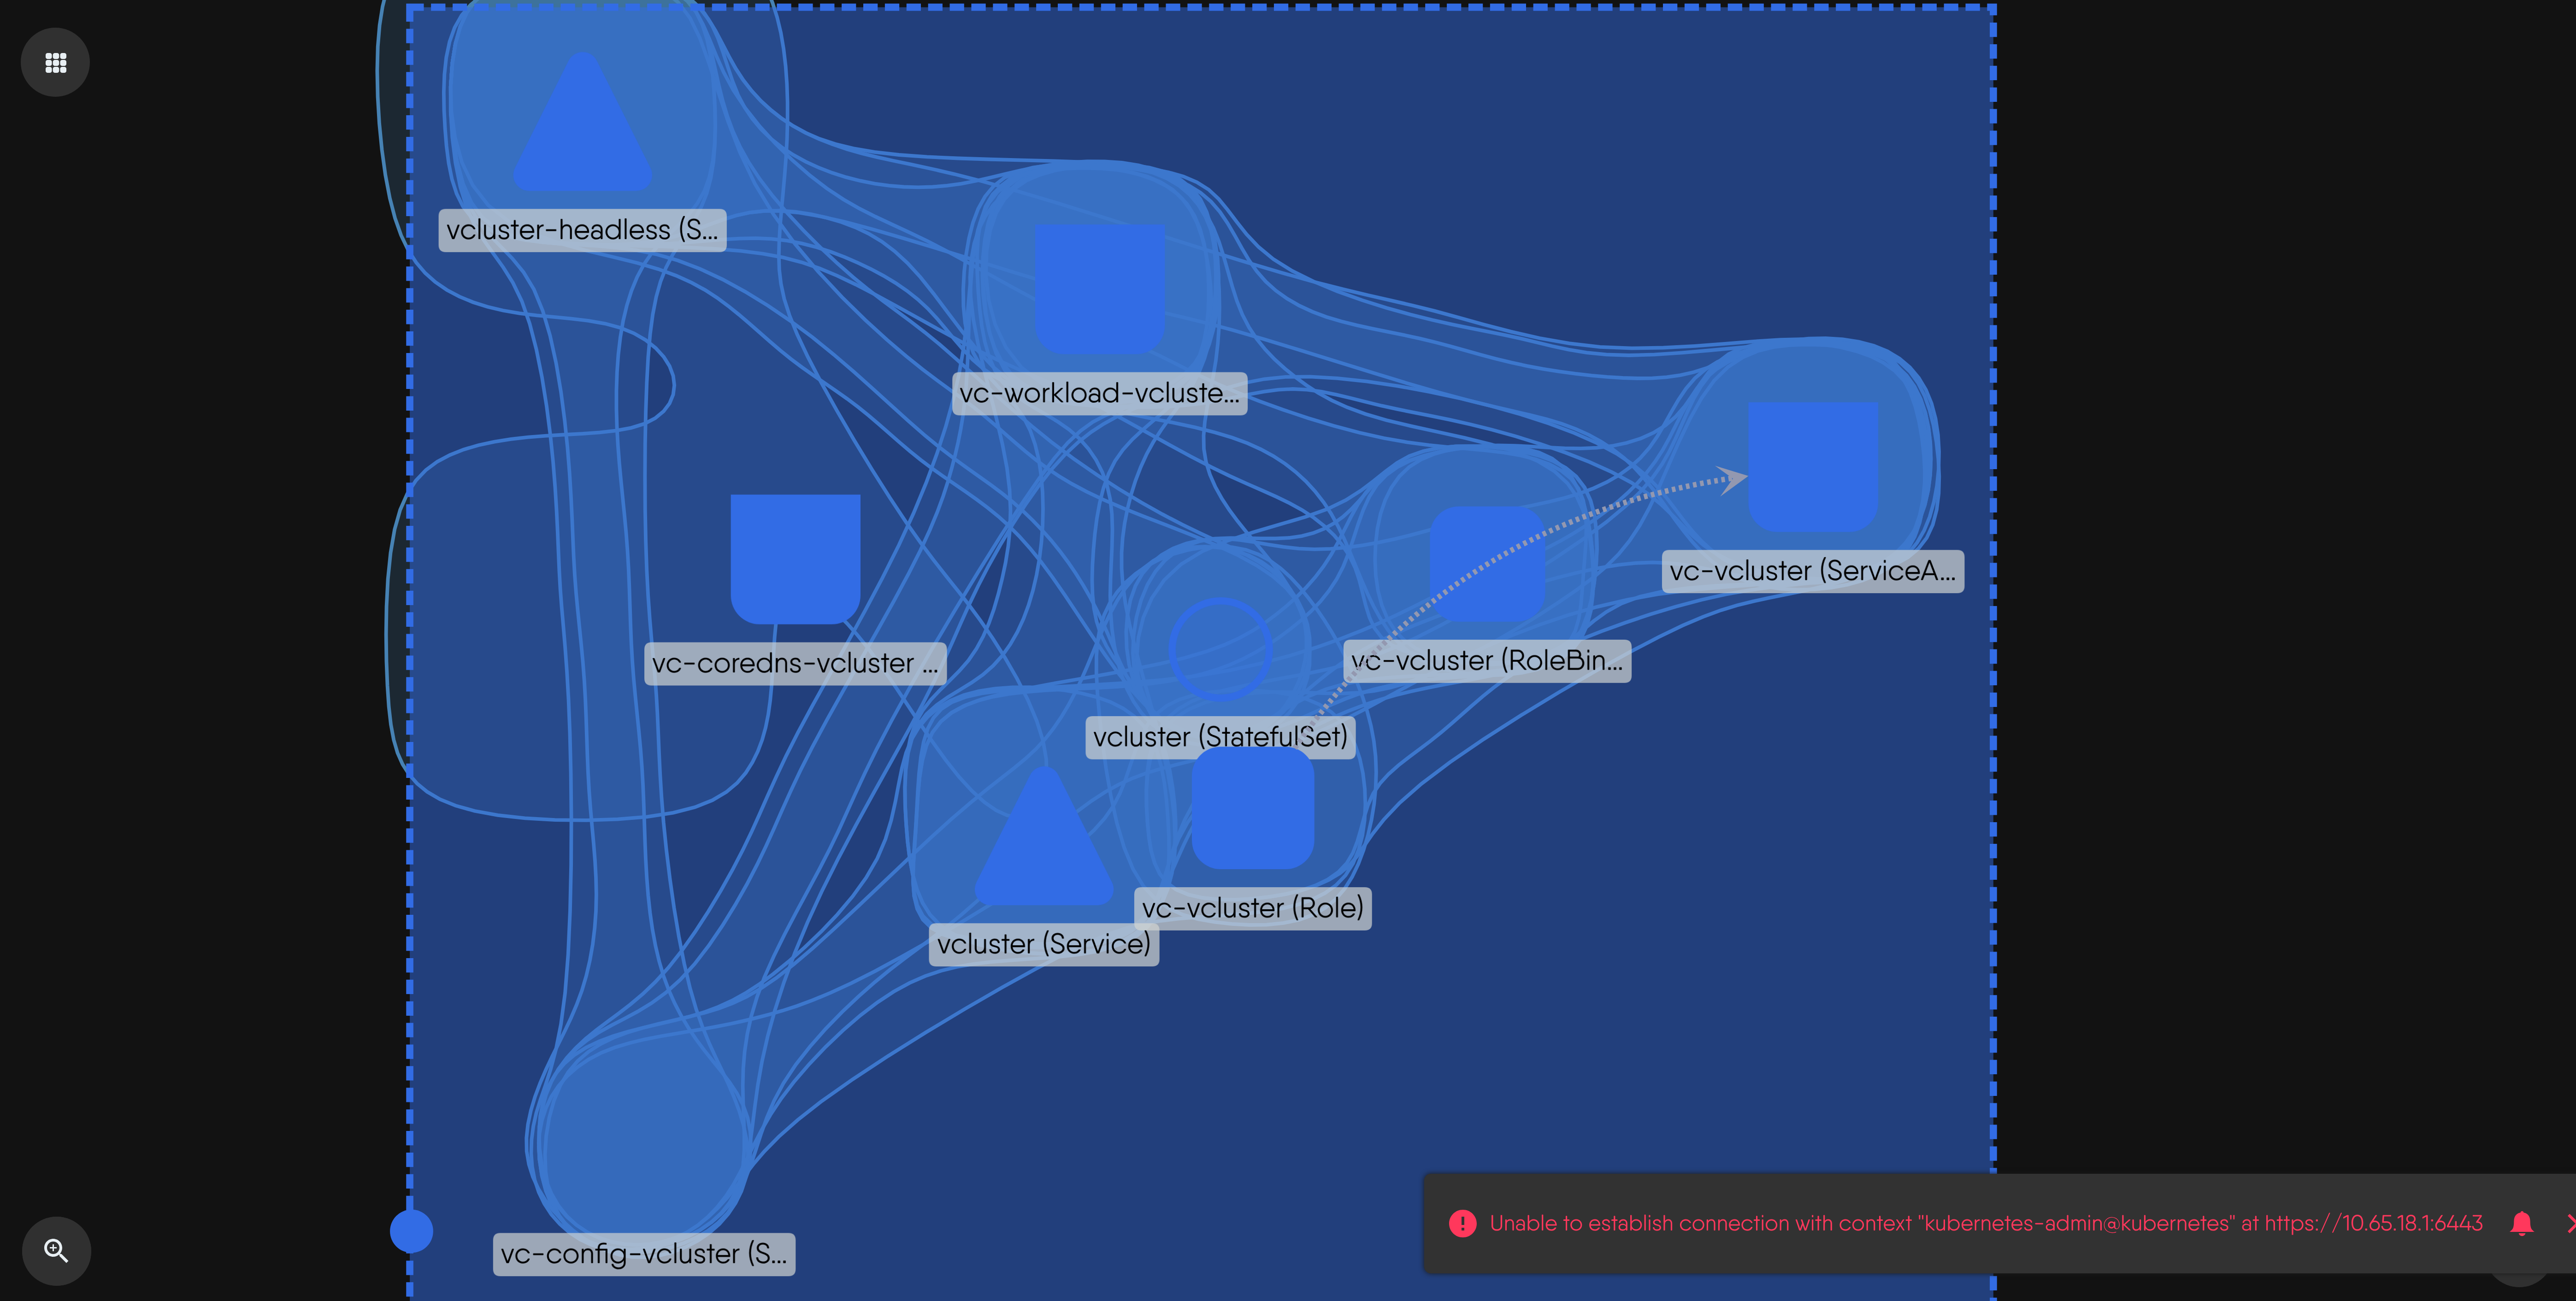 vcluster-headless (S...
vc-workload-vcluste...
vc-vcluster (ServiceA...
vc-coredns-vcluster ...
vc-vcluster (RoleBin...
vcluster (StatefulSet)
vc-vcluster (Role)
vcluster (Service)
vc-config-vcluster (S...
Unable to establish connection with context "kubernetes-admin@kubernetes" at https://10.65.18.1:6443